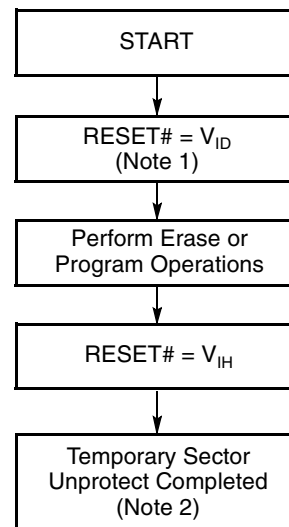 START
RESET# = VID
(Note 1)
Perform Erase or
Program Operations
RESET# = VIH
Temporary Sector
Unprotect Completed
(Note 2)